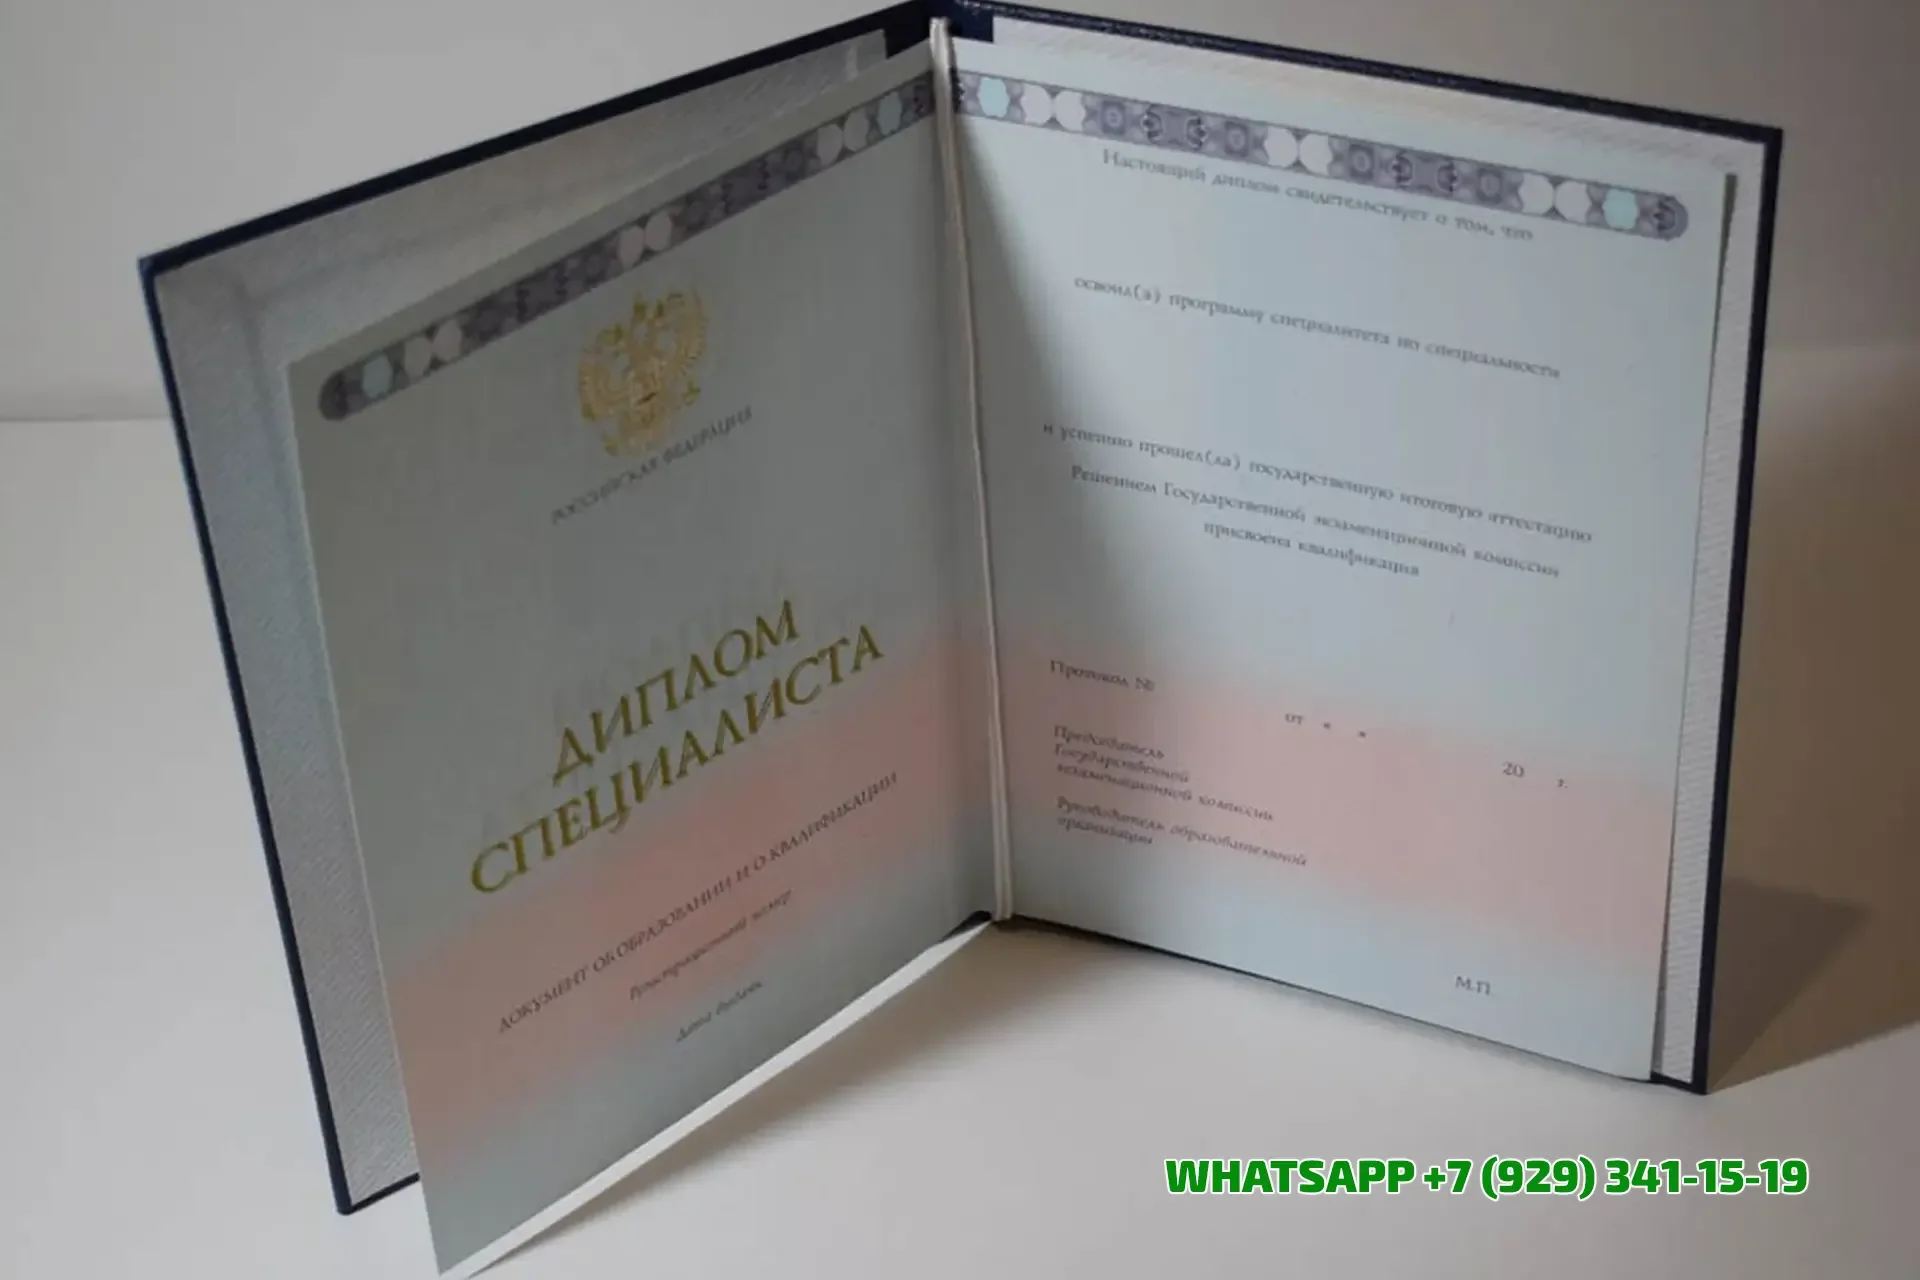 РОССИЙСКАЯ ФЕДЕРАЦИЯ
ДИПЛОМ
СПЕЦИАЛИСТА
ДОКУМЕНТ ОБ ОБРАЗОВАНИИ И О КВАЛИФИКАЦИИ
Регистрационный номер
Дата выдачи
Настоящий диплом свидетельствует о том, что
освоил(а) программу специалитета по специальности
и успешно прошел(ла) государственную итоговую аттестацию
Решением Государственной экзаменационной комиссии
присвоена квалификация
Протокол №
от « »
20 г.
Председатель
Государственной
экзаменационной комиссии
Руководитель образовательной
организации
М.П.
WHATSAPP +7 (929) 341-15-19